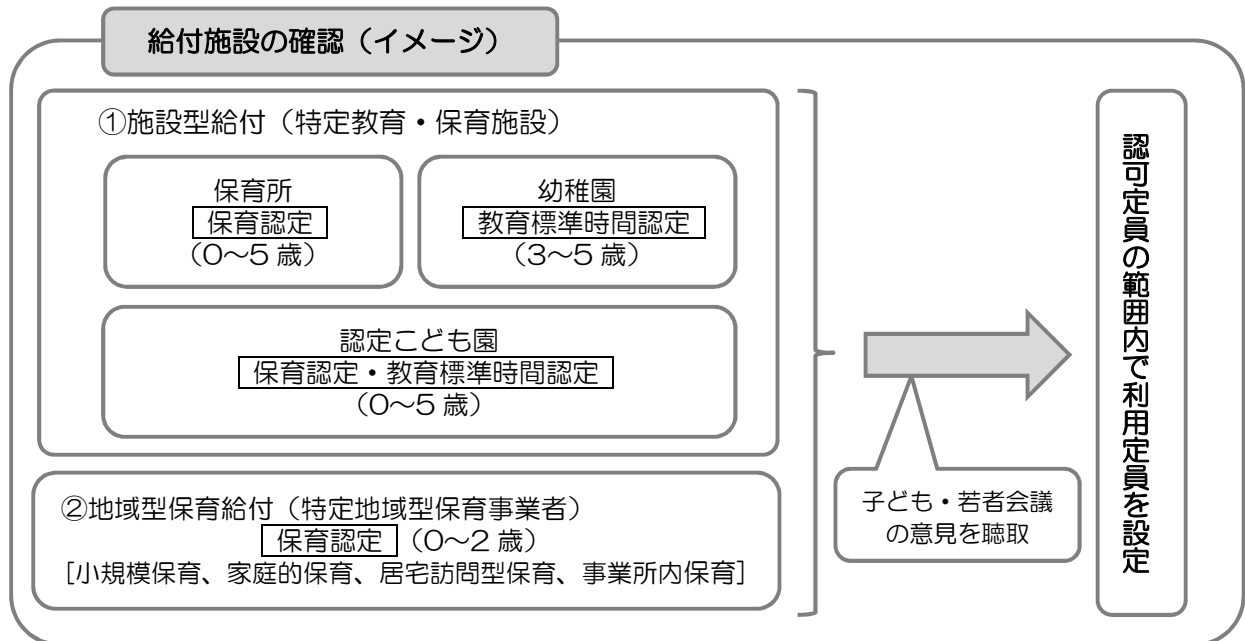 給付施設の確認（イメージ）
①施設型給付（特定教育・保育施設）
保育所
保育認定
（0～5歳）
幼稚園
教育標準時間認定
（3～5歳）
認定こども園
保育認定・教育標準時間認定
（0～5歳）
②地域型保育給付（特定地域型保育事業者）
保育認定（0～2歳）
[小規模保育、家庭的保育、居宅訪問型保育、事業所内保育]
子ども・若者会議
の意見を聴取
認可定員の範囲内で利用定員を設定